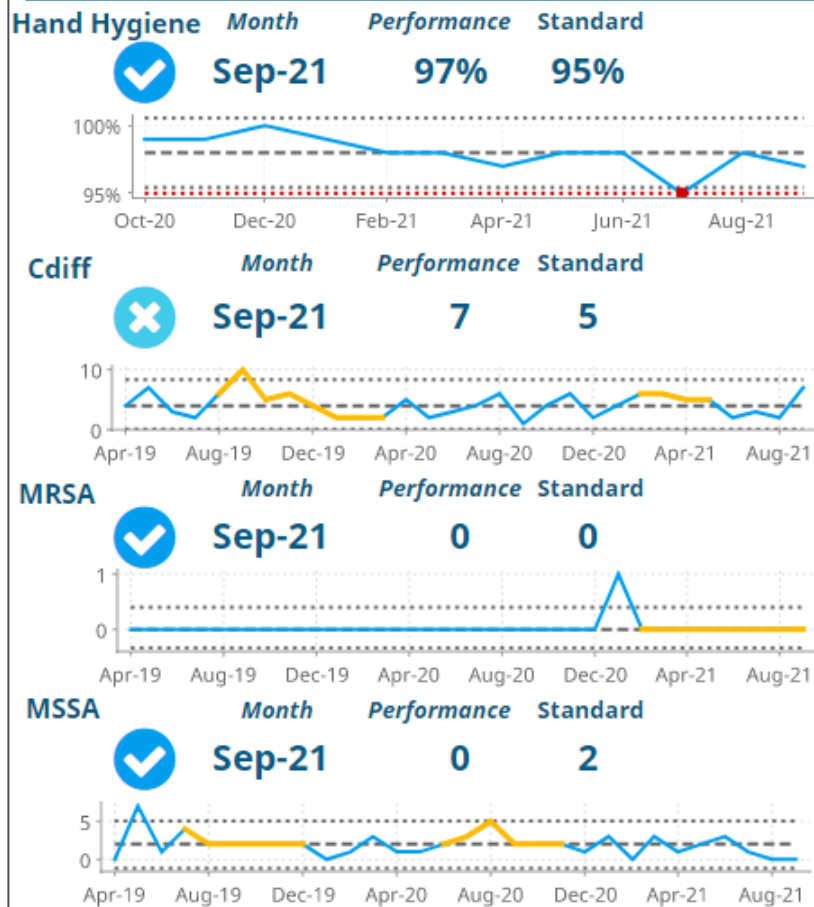 Hand Hygiene Month Performance Standard
Sep-21 97% 95%
100%
95%
Oct-20 Dec-20 Feb-21 Apr-21 Jun-21 Aug-21
Cdiff Month Performance Standard
Sep-21 7 5
10
0
Apr-19 Aug-19 Dec-19 Apr-20 Aug-20 Dec-20 Apr-21 Aug-21
MRSA Month Performance Standard
Sep-21 0 0
1
0
Apr-19 Aug-19 Dec-19 Apr-20 Aug-20 Dec-20 Apr-21 Aug-21
MSSA Month Performance Standard
Sep-21 0 2
5
0
Apr-19 Aug-19 Dec-19 Apr-20 Aug-20 Dec-20 Apr-21 Aug-21